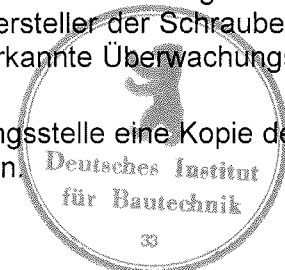 ersteller der Schraube
rkannte Überwachungs
ngsstelle eine Kopie de
n.
Deutsches Institut
für Bautechnik
33